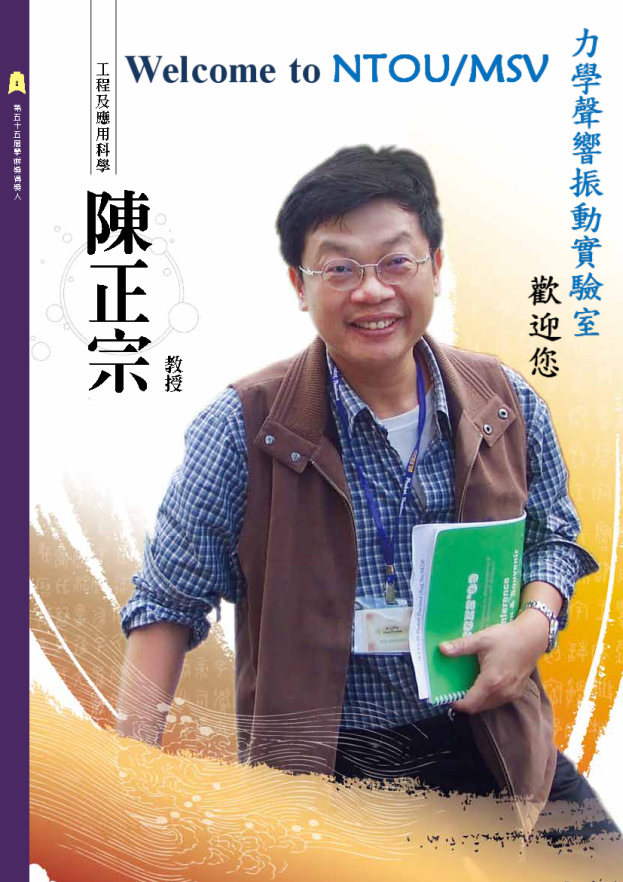 Welcome to NTOU/MSV
力學聲響振動實驗室
歡迎您
工程及應用科學
陳正宗
教授
第五十五屆學術獎得獎人
nference
n & Souvenir